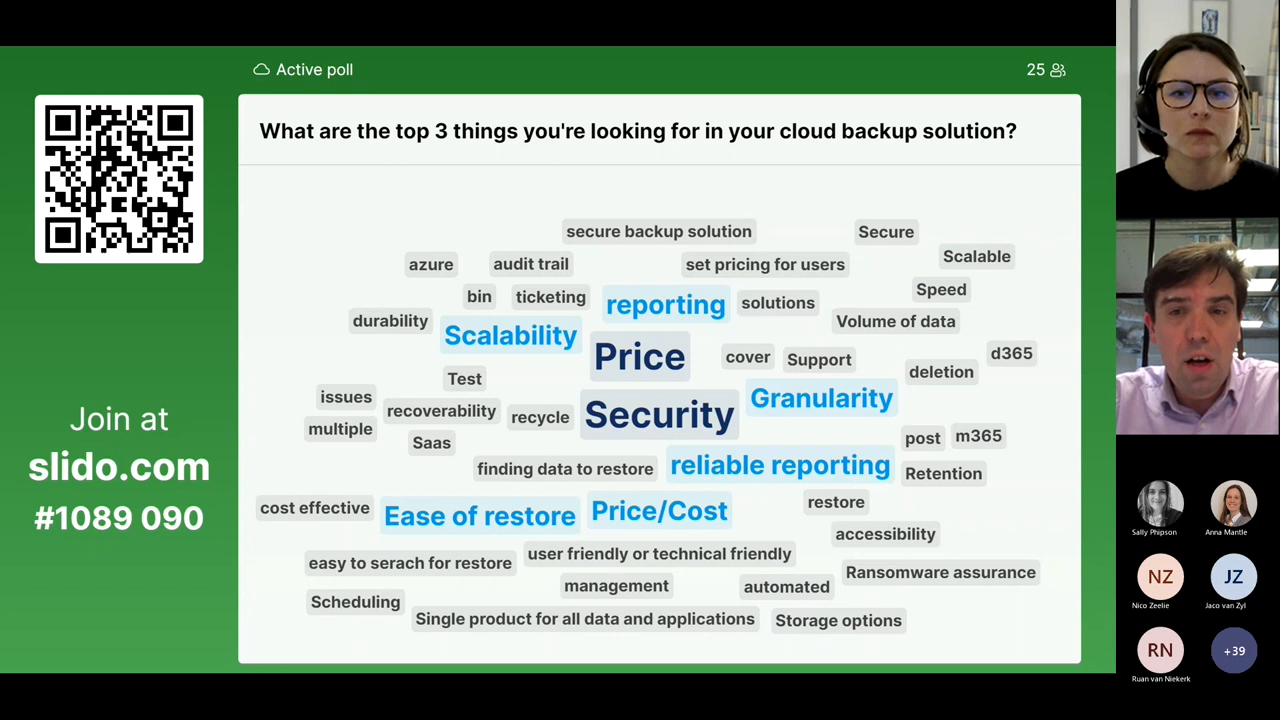 Active poll
25
What are the top 3 things you're looking for in your cloud backup solution?
secure backup solution
Secure
azure
audit trail
set pricing for users
Scalable
bin
ticketing
reporting
solutions
Speed
durability
Scalability
Volume of data
Price
cover
Support
d365
Test
deletion
issues
recoverability
recycle
Security
Granularity
multiple
Saas
post
m365
finding data to restore
reliable reporting
Retention
cost effective
Ease of restore
Price/Cost
restore
accessibility
easy to serach for restore
user friendly or technical friendly
management
automated
Ransomware assurance
Scheduling
Single product for all data and applications
Storage options
Join at
slido.com
#1089 090
Sally Phipson
Anna Mantle
NZ
JZ
Nico Zeelie
Jaco van Zyl
RN
+39
Ruan van Niekerk